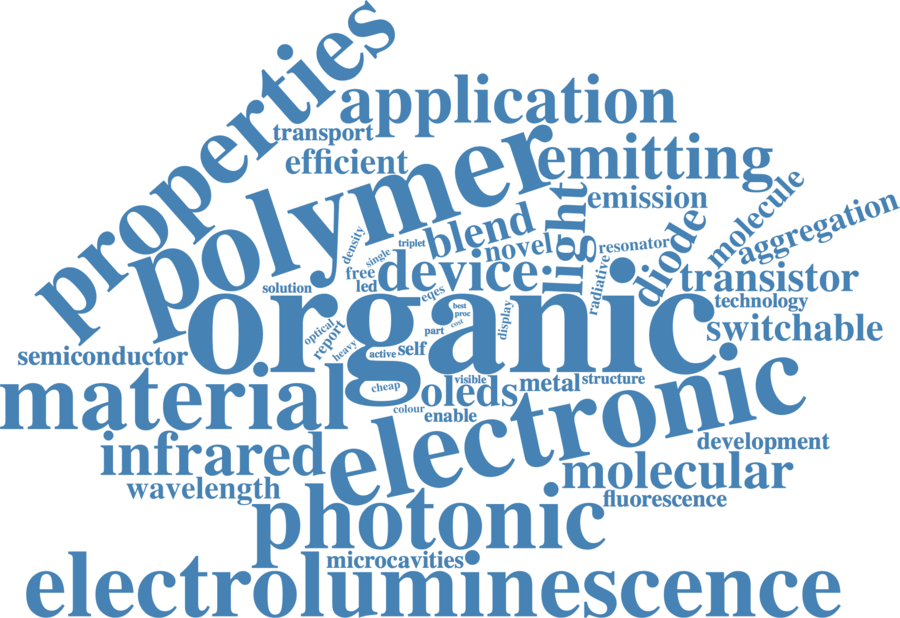 properties
application
transport
efficient
polymer
emitting
emission
light
blend
novel
density
triplet
single
free
led
device
solution
eqes
resonator
radiative
diode
molecule
aggregation
transistor
technology
switchable
organic
best
proc
cost
display
part
optical
report
heavy
active
self
semiconductor
material
cheap
visible
oleds
metal
structure
colour
enable
electronic
development
infrared
molecular
wavelength
fluorescence
photonic
microcavities
electroluminescence